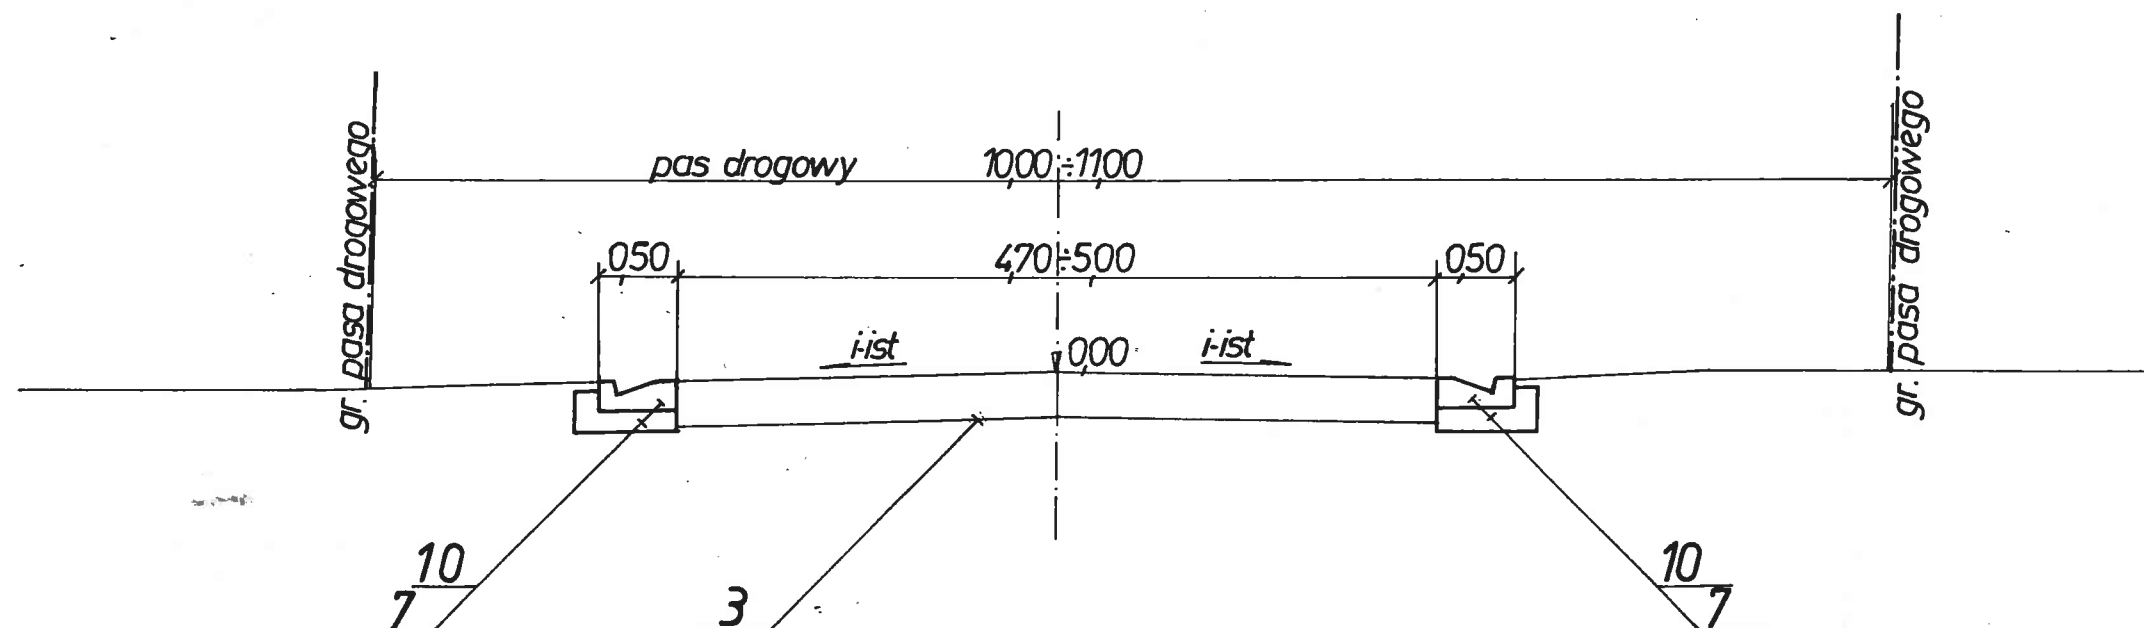 gr. pasa drogowego
pas drogowy 10,00÷11,00
gr. pasa drogowego
0,50
4,70÷5,00
0,50
i-ist
0,00
i-ist
10
7
3
10
7